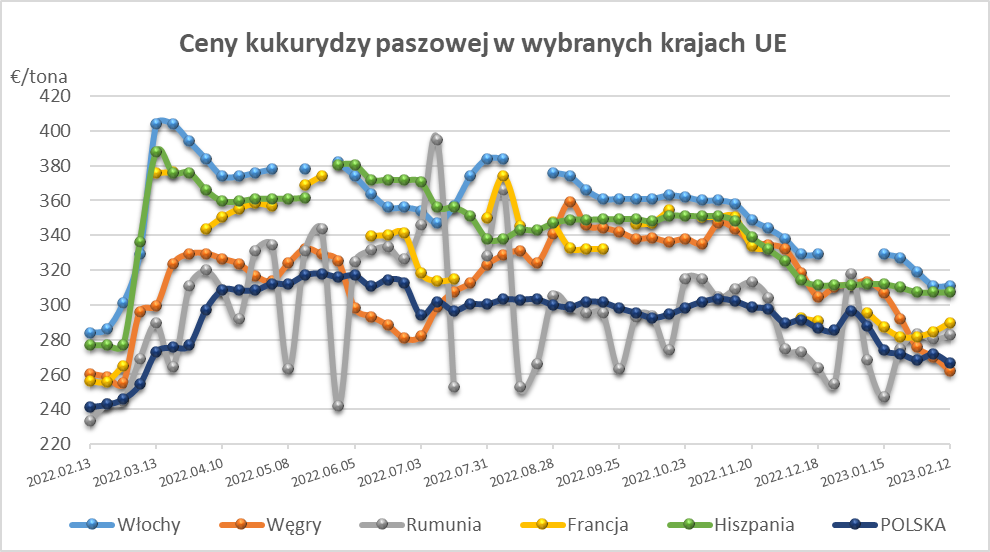 Ceny kukurydzy paszowej w wybranych krajach UE
€/tona
420
400
380
360
340
320
300
280
260
240
220
2022.02.13 2022.03.13 2022.04.10 2022.05.08 2022.06.05 2022.07.03 2022.07.31 2022.08.28 2022.09.25 2022.10.23 2022.11.20 2022.12.18 2023.01.15 2023.02.12
Włochy Węgry Rumunia Francja Hiszpania POLSKA